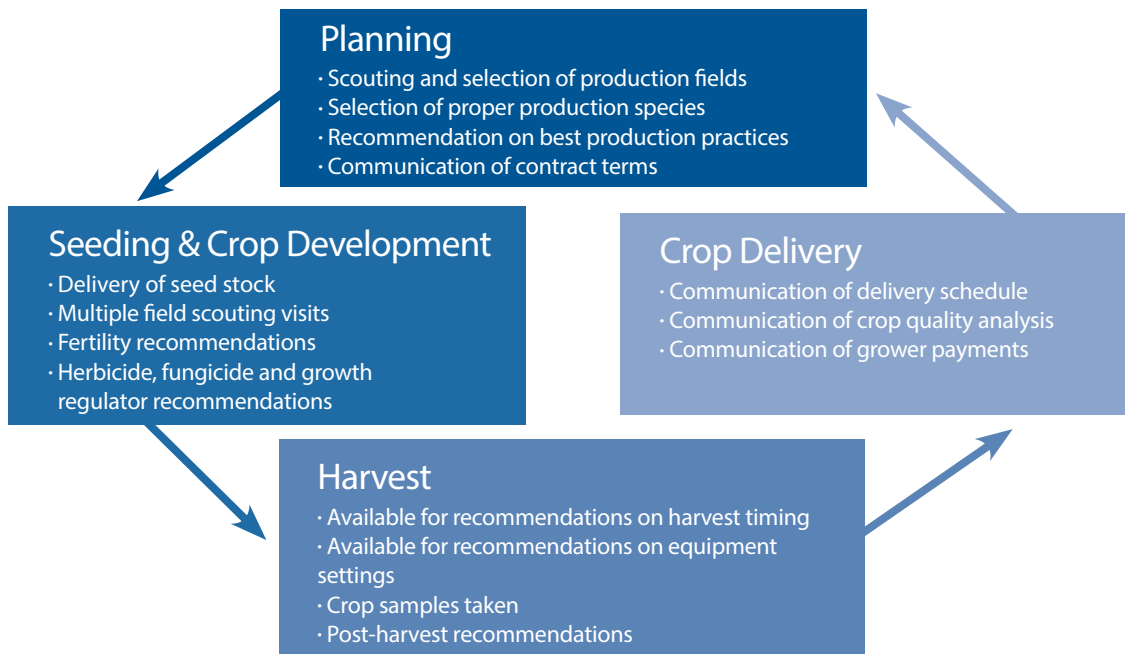 Planning
· Scouting and selection of production fields
· Selection of proper production species
· Recommendation on best production practices
· Communication of contract terms
Seeding & Crop Development
· Delivery of seed stock
· Multiple field scouting visits
· Fertility recommendations
· Herbicide, fungicide and growth
regulator recommendations
Harvest
· Available for recommendations on harvest timing
· Available for recommendations on equipment
settings
· Crop samples taken
· Post-harvest recommendations
Crop Delivery
· Communication of delivery schedule
· Communication of crop quality analysis
· Communication of grower payments